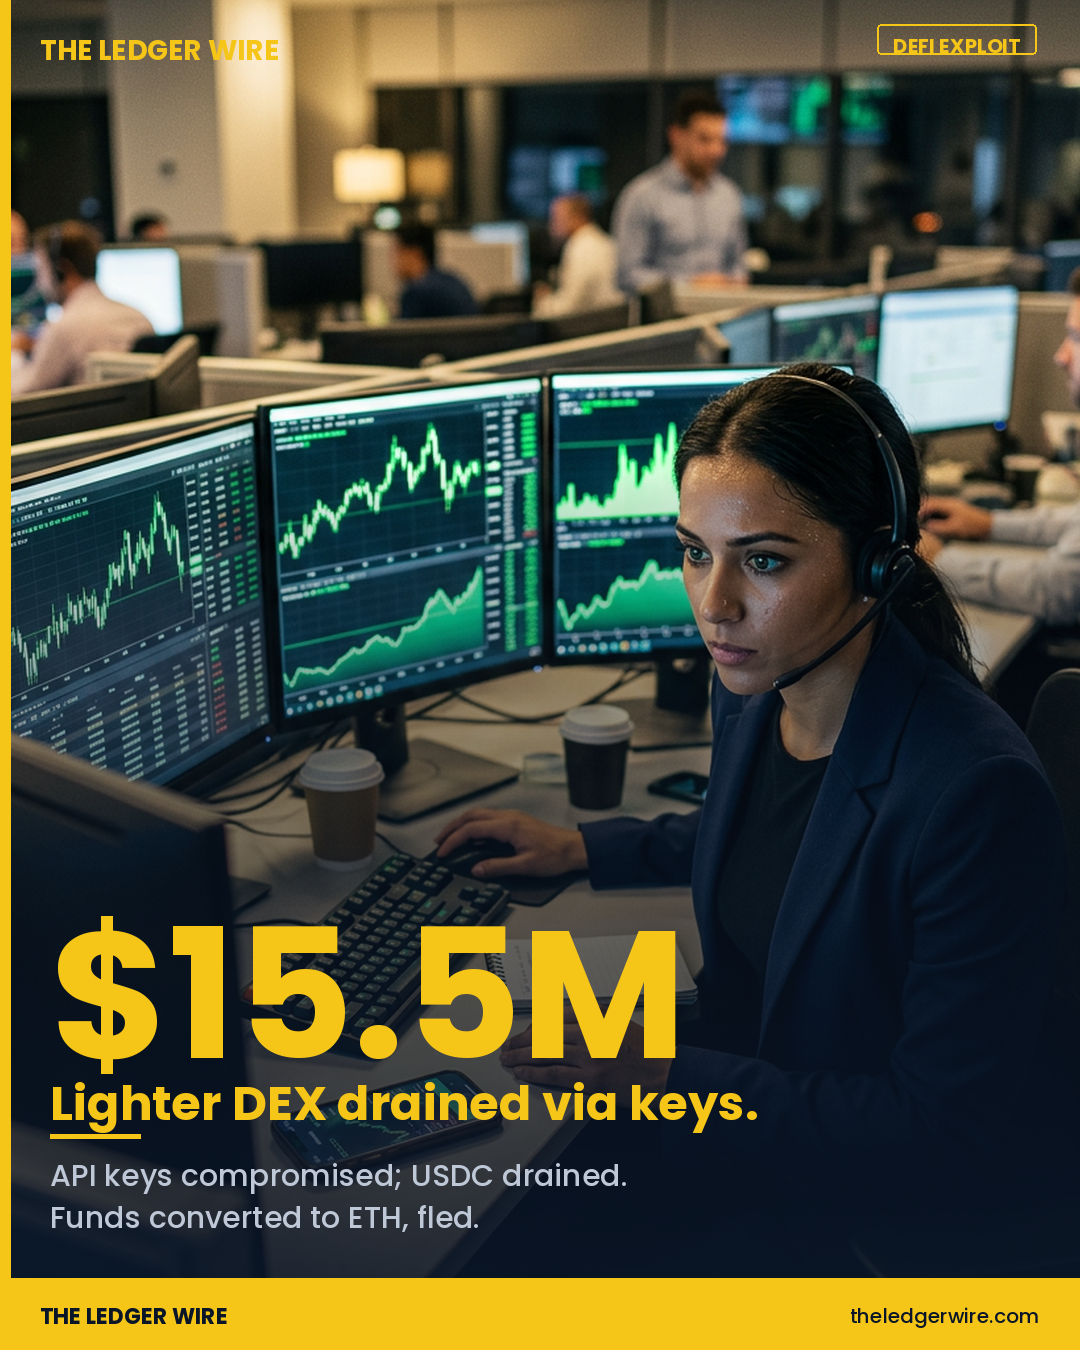 THE LEDGER WIRE
DEFI EXPLOIT
$15.5M
Lighter DEX drained via keys.
API keys compromised; USDC drained.
Funds converted to ETH, fled.
THE LEDGER WIRE
theledgerwire.com